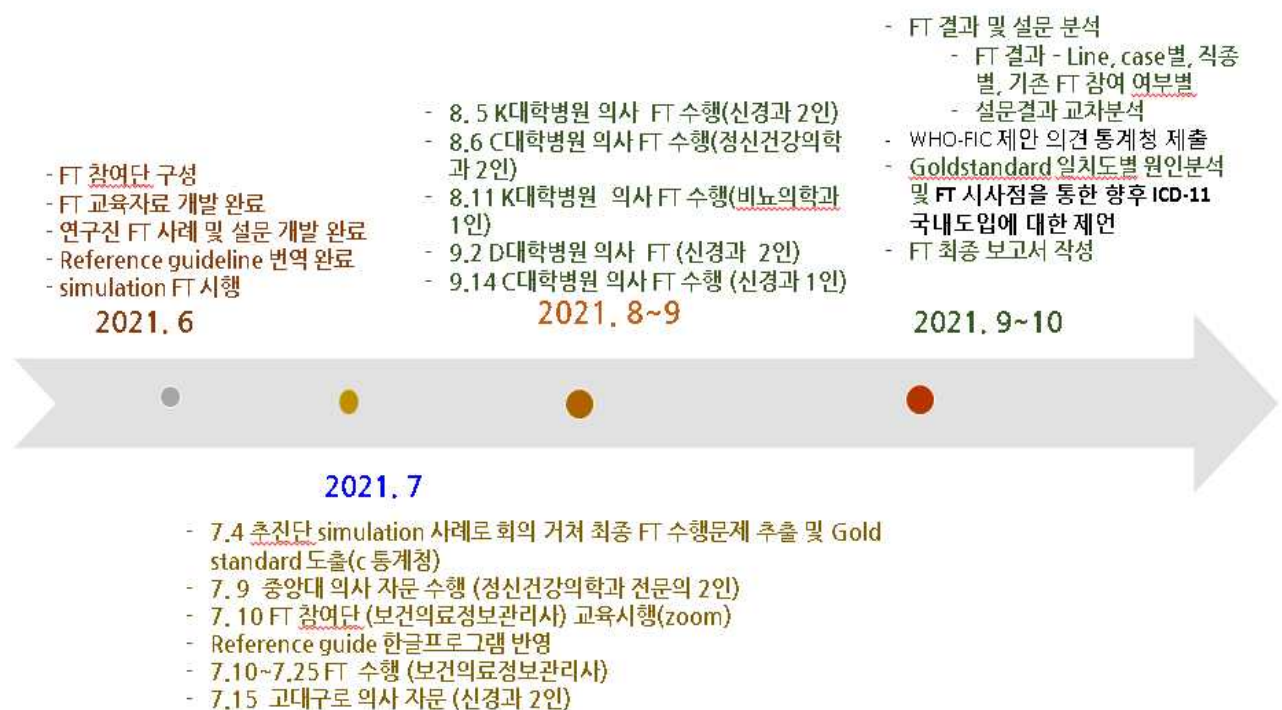 - FT 참여단 구성
- FT 교육자료 개발 완료
- 연구진 FT 사례 및 설문 개발 완료
- Reference guideline 번역 완료
- simulation FT 시행
2021. 6
- 8. 5 K대학병원 의사 FT 수행(신경과 2인)
- 8.6 C대학병원 의사 FT 수행(정신건강의학
과 2인)
- 8.11 K대학병원 의사 FT 수행(비뇨의학과
1인)
- 9.2 D대학병원 의사 FT (신경과 2인)
- 9.14 C대학병원 의사 FT 수행 (신경과 1인)
2021. 8~9
- FT 결과 및 설문 분석
- FT 결과 - Line, case별, 직종
별, 기존 FT 참여 여부별
- 설문결과 교차분석
- WHO-FIC 제안 의견 통계청 제출
- Goldstandard 일치도별 원인분석
및 FT 시사점을 통한 향후 ICD-11
국내도입에 대한 제언
- FT 최종 보고서 작성
2021. 9~10
2021. 7
- 7.4 추진단 simulation 사례로 회의 거쳐 최종 FT 수행문제 추출 및 Gold
standard 도출(c 통계청)
- 7. 9 중앙대 의사 자문 수행 (정신건강의학과 전문의 2인)
- 7. 10 FT 참여단 (보건의료정보관리사) 교육시행(zoom)
- Reference guide 한글프로그램 반영
- 7.10~7.25 FT 수행 (보건의료정보관리사)
- 7.15 고대구로 의사 자문 (신경과 2인)